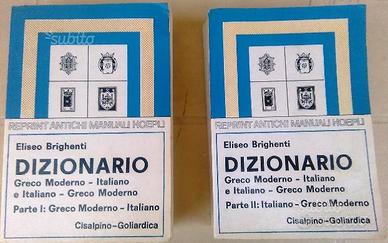 subito
REPRINT ANTICHI MANUALI HOEPLI
Eliseo Brighenti
DIZIONARIO
Greco Moderno - Italiano
e Italiano - Greco Moderno
Parte I: Greco Moderno - Italiano
Cisalpino-Goliardica
REPRINT ANTICHI MANUALI HOEPLI
Eliseo Brighenti
DIZIONARIO
Greco Moderno - Italiano
e Italiano - Greco Moderno
Parte II: Italiano - Greco Moderno
Cisalpino-Goliardica